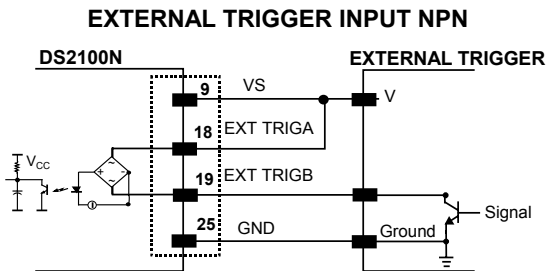 EXTERNAL TRIGGER INPUT NPN
DS2100N
EXTERNAL TRIGGER
9 VS
V
18 EXT TRIGA
VCC
+ ~ ~ -
19 EXT TRIGB
Signal
25 GND
Ground